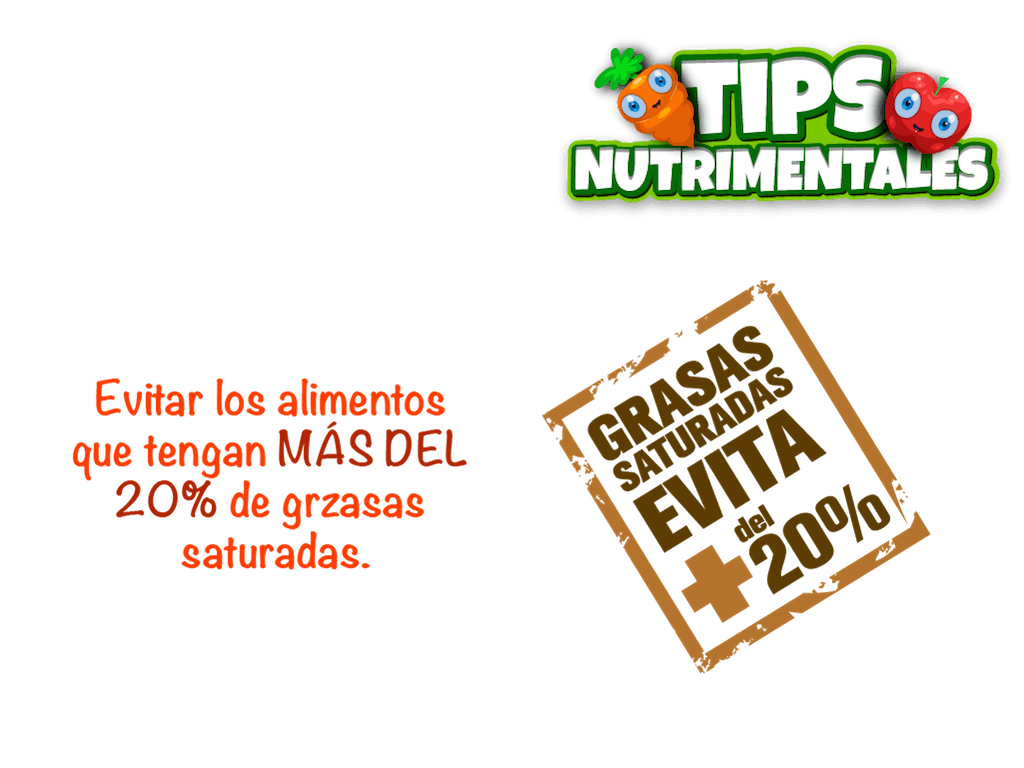 TIPS
NUTRIMENTALES
Evitar los alimentos
que tengan MÁS DEL
20% de grzasas
saturadas.
GRASAS
SATURADAS
EVITA
+ del
20%